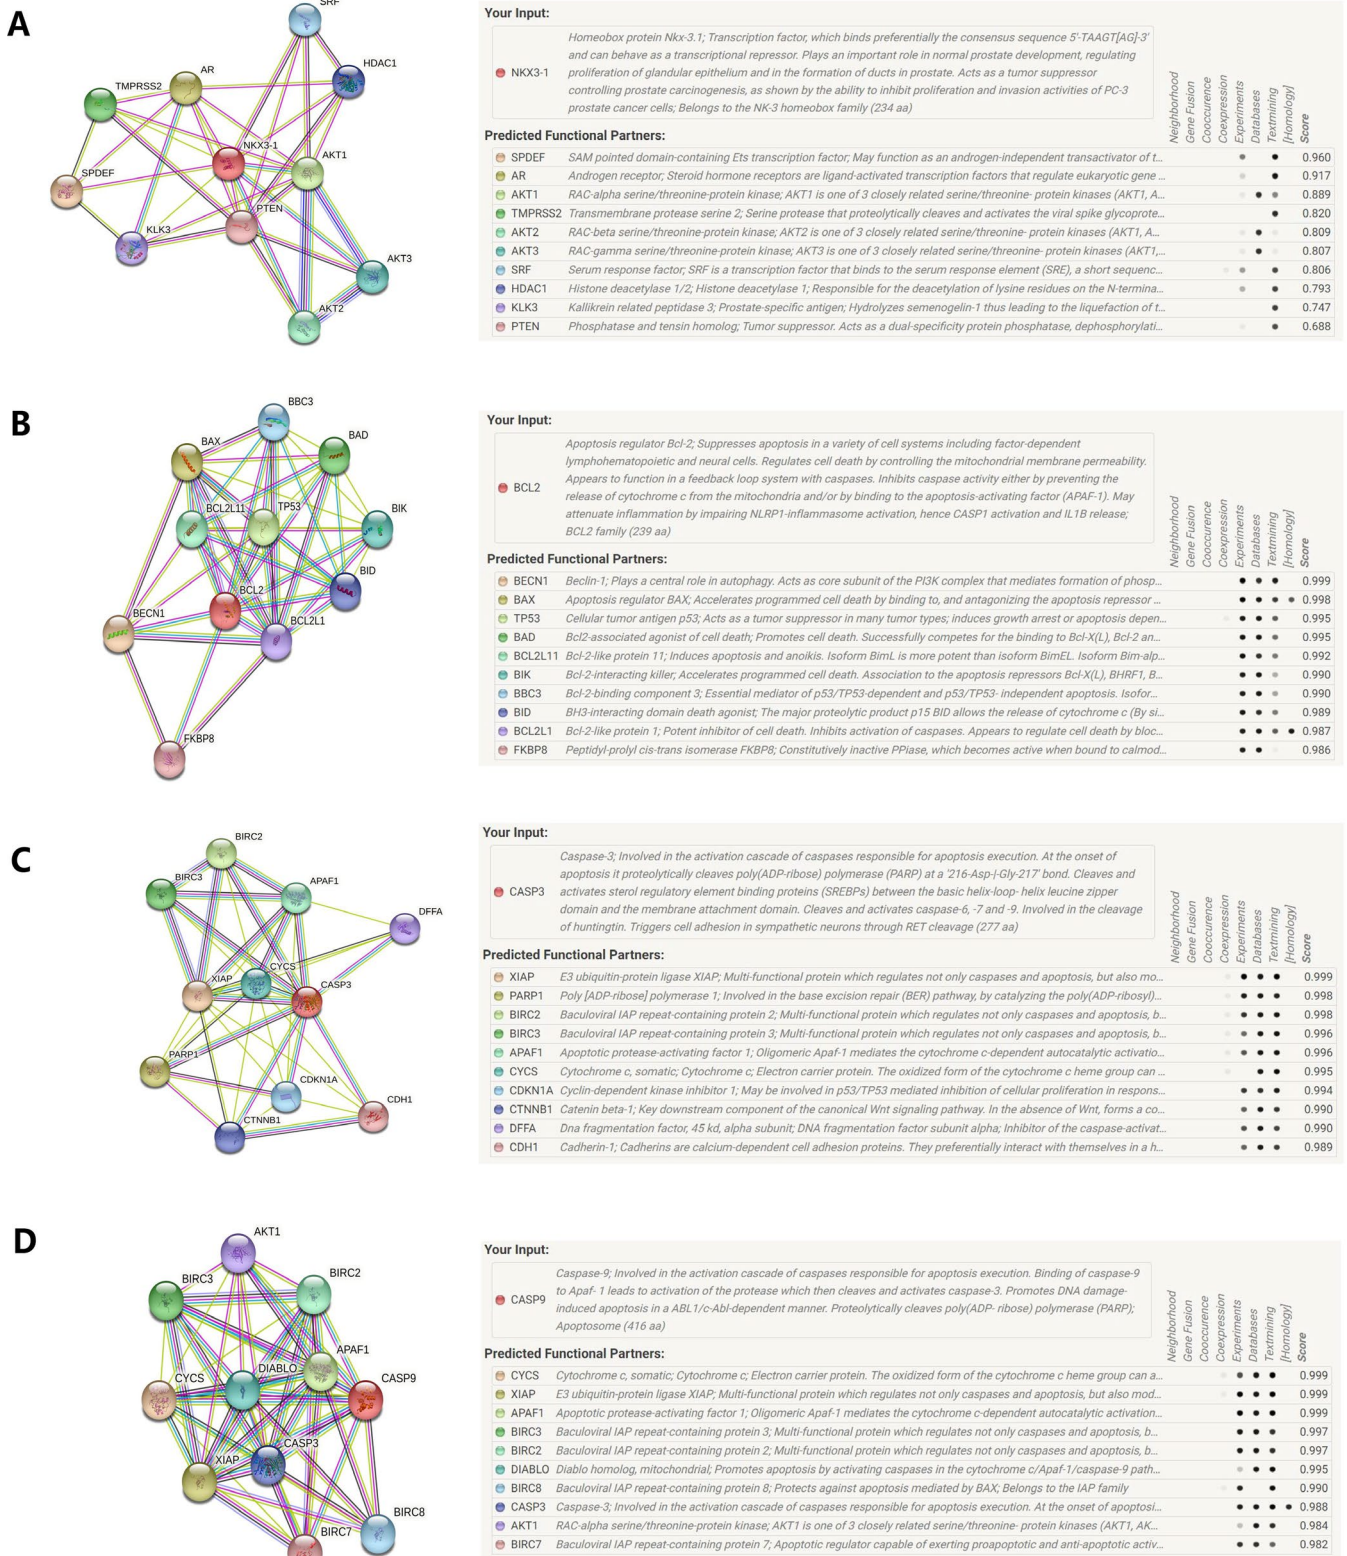 A
SRF
HDAC1
AR
TMPRSS2
NKX3-1
AKT1
SPDEF
PTEN
KLK3
AKT3
AKT2
Your Input:
NKX3-1
Homeobox protein Nkx-3.1; Transcription factor, which binds preferentially the consensus sequence 5'-TAAGT[AG]-3'
and can behave as a transcriptional repressor. Plays an important role in normal prostate development, regulating
proliferation of glandular epithelium and in the formation of ducts in prostate. Acts as a tumor suppressor
controlling prostate carcinogenesis, as shown by the ability to inhibit proliferation and invasion activities of PC-3
prostate cancer cells; Belongs to the NK-3 homeobox family (234 aa)
Neighborhood
Gene Fusion
Cooccurence
Coexpression
Experiments
Databases
Textmining
[Homology]
Score
Predicted Functional Partners:
SPDEF SAM pointed domain-containing Ets transcription factor; May function as an androgen-independent transactivator of t... 0.960
AR Androgen receptor; Steroid hormone receptors are ligand-activated transcription factors that regulate eukaryotic gene ... 0.917
AKT1 RAC-alpha serine/threonine-protein kinase; AKT1 is one of 3 closely related serine/threonine- protein kinases (AKT1, A... 0.889
TMPRSS2 Transmembrane protease serine 2; Serine protease that proteolytically cleaves and activates the viral spike glycoprote... 0.820
AKT2 RAC-beta serine/threonine-protein kinase; AKT2 is one of 3 closely related serine/threonine- protein kinases (AKT1, A... 0.809
AKT3 RAC-gamma serine/threonine-protein kinase; AKT3 is one of 3 closely related serine/threonine- protein kinases (AKT1,... 0.807
SRF Serum response factor; SRF is a transcription factor that binds to the serum response element (SRE), a short sequenc... 0.806
HDAC1 Histone deacetylase 1/2; Histone deacetylase 1; Responsible for the deacetylation of lysine residues on the N-termina... 0.793
KLK3 Kallikrein related peptidase 3; Prostate-specific antigen; Hydrolyzes semenogelin-1 thus leading to the liquefaction of t... 0.747
PTEN Phosphatase and tensin homolog; Tumor suppressor. Acts as a dual-specificity protein phosphatase, dephosphorylati... 0.688
B
BBC3
BAX
BAD
BCL2L11
TP53
BIK
BID
BCL2
BECN1
BCL2L1
FKBP8
Your Input:
BCL2
Apoptosis regulator Bcl-2; Suppresses apoptosis in a variety of cell systems including factor-dependent
lymphohematopoietic and neural cells. Regulates cell death by controlling the mitochondrial membrane permeability.
Appears to function in a feedback loop system with caspases. Inhibits caspase activity either by preventing the
release of cytochrome c from the mitochondria and/or by binding to the apoptosis-activating factor (APAF-1). May
attenuate inflammation by impairing NLRP1-inflammasome activation, hence CASP1 activation and IL1B release;
BCL2 family (239 aa)
Neighborhood
Gene Fusion
Cooccurence
Coexpression
Experiments
Databases
Textmining
[Homology]
Score
Predicted Functional Partners:
BECN1 Beclin-1; Plays a central role in autophagy. Acts as core subunit of the PI3K complex that mediates formation of phosp... 0.999
BAX Apoptosis regulator BAX; Accelerates programmed cell death by binding to, and antagonizing the apoptosis repressor ... 0.998
TP53 Cellular tumor antigen p53; Acts as a tumor suppressor in many tumor types; induces growth arrest or apoptosis depen... 0.995
BAD Bcl2-associated agonist of cell death; Promotes cell death. Successfully competes for the binding to Bcl-X(L), Bcl-2 an... 0.995
BCL2L11 Bcl-2-like protein 11; Induces apoptosis and anoikis. Isoform BimL is more potent than isoform BimEL. Isoform Bim-alp... 0.992
BIK Bcl-2-interacting killer; Accelerates programmed cell death. Association to the apoptosis repressors Bcl-X(L), BHRF1, B... 0.990
BBC3 Bcl-2-binding component 3; Essential mediator of p53/TP53-dependent and p53/TP53- independent apoptosis. Isofor... 0.990
BID BH3-interacting domain death agonist; The major proteolytic product p15 BID allows the release of cytochrome c (By si... 0.989
BCL2L1 Bcl-2-like protein 1; Potent inhibitor of cell death. Inhibits activation of caspases. Appears to regulate cell death by bloc... 0.987
FKBP8 Peptidyl-prolyl cis-trans isomerase FKBP8; Constitutively inactive PPiase, which becomes active when bound to calmod... 0.986
C
BIRC2
BIRC3
APAF1
DFFA
CYCS
XIAP
CASP3
PARP1
CDKN1A
CDH1
CTNNB1
Your Input:
CASP3
Caspase-3; Involved in the activation cascade of caspases responsible for apoptosis execution. At the onset of
apoptosis it proteolytically cleaves poly(ADP-ribose) polymerase (PARP) at a '216-Asp-|-Gly-217' bond. Cleaves and
activates sterol regulatory element binding proteins (SREBPs) between the basic helix-loop- helix leucine zipper
domain and the membrane attachment domain. Cleaves and activates caspase-6, -7 and -9. Involved in the cleavage
of huntingtin. Triggers cell adhesion in sympathetic neurons through RET cleavage (277 aa)
Neighborhood
Gene Fusion
Cooccurence
Coexpression
Experiments
Databases
Textmining
[Homology]
Score
Predicted Functional Partners:
XIAP E3 ubiquitin-protein ligase XIAP; Multi-functional protein which regulates not only caspases and apoptosis, but also mo... 0.999
PARP1 Poly [ADP-ribose] polymerase 1; Involved in the base excision repair (BER) pathway, by catalyzing the poly(ADP-ribosyl)... 0.998
BIRC2 Baculoviral IAP repeat-containing protein 2; Multi-functional protein which regulates not only caspases and apoptosis, b... 0.998
BIRC3 Baculoviral IAP repeat-containing protein 3; Multi-functional protein which regulates not only caspases and apoptosis, b... 0.996
APAF1 Apoptotic protease-activating factor 1; Oligomeric Apaf-1 mediates the cytochrome c-dependent autocatalytic activatio... 0.996
CYCS Cytochrome c, somatic; Cytochrome c; Electron carrier protein. The oxidized form of the cytochrome c heme group can ... 0.995
CDKN1A Cyclin-dependent kinase inhibitor 1; May be involved in p53/TP53 mediated inhibition of cellular proliferation in respons... 0.994
CTNNB1 Catenin beta-1; Key downstream component of the canonical Wnt signaling pathway. In the absence of Wnt, forms a co... 0.990
DFFA Dna fragmentation factor, 45 kd, alpha subunit; DNA fragmentation factor subunit alpha; Inhibitor of the caspase-activat... 0.990
CDH1 Cadherin-1; Cadherins are calcium-dependent cell adhesion proteins. They preferentially interact with themselves in a h... 0.989
D
AKT1
BIRC3
BIRC2
APAF1
DIABLO
CYCS
CASP9
CASP3
XIAP
BIRC8
BIRC7
Your Input:
CASP9
Caspase-9; Involved in the activation cascade of caspases responsible for apoptosis execution. Binding of caspase-9
to Apaf- 1 leads to activation of the protease which then cleaves and activates caspase-3. Promotes DNA damage-
induced apoptosis in a ABL1/c-Abl-dependent manner. Proteolytically cleaves poly(ADP- ribose) polymerase (PARP);
Apoptosome (416 aa)
Neighborhood
Gene Fusion
Cooccurence
Coexpression
Experiments
Databases
Textmining
[Homology]
Score
Predicted Functional Partners:
CYCS Cytochrome c, somatic; Cytochrome c; Electron carrier protein. The oxidized form of the cytochrome c heme group can a... 0.999
XIAP E3 ubiquitin-protein ligase XIAP; Multi-functional protein which regulates not only caspases and apoptosis, but also mod... 0.999
APAF1 Apoptotic protease-activating factor 1; Oligomeric Apaf-1 mediates the cytochrome c-dependent autocatalytic activation... 0.999
BIRC3 Baculoviral IAP repeat-containing protein 3; Multi-functional protein which regulates not only caspases and apoptosis, b... 0.997
BIRC2 Baculoviral IAP repeat-containing protein 2; Multi-functional protein which regulates not only caspases and apoptosis, b... 0.997
DIABLO Diablo homolog, mitochondrial; Promotes apoptosis by activating caspases in the cytochrome c/Apaf-1/caspase-9 path... 0.995
BIRC8 Baculoviral IAP repeat-containing protein 8; Protects against apoptosis mediated by BAX; Belongs to the IAP family 0.990
CASP3 Caspase-3; Involved in the activation cascade of caspases responsible for apoptosis execution. At the onset of apoptosi... 0.988
AKT1 RAC-alpha serine/threonine-protein kinase; AKT1 is one of 3 closely related serine/threonine- protein kinases (AKT1, AK... 0.984
BIRC7 Baculoviral IAP repeat-containing protein 7; Apoptotic regulator capable of exerting proapoptotic and anti-apoptotic activ... 0.982